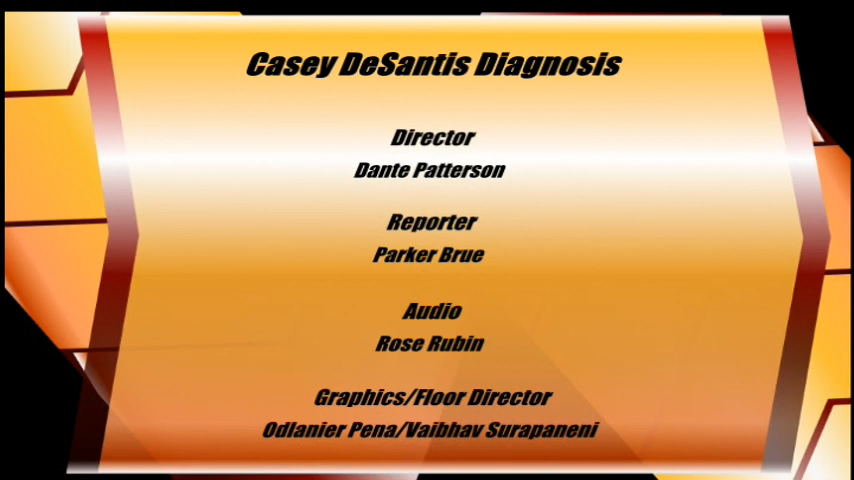 Casey DeSantis Diagnosis
Director
Dante Patterson
Reporter
Parker Brue
Audio
Rose Rubin
Graphics/Floor Director
Odlanier Pena/Vaibhav Surapaneni